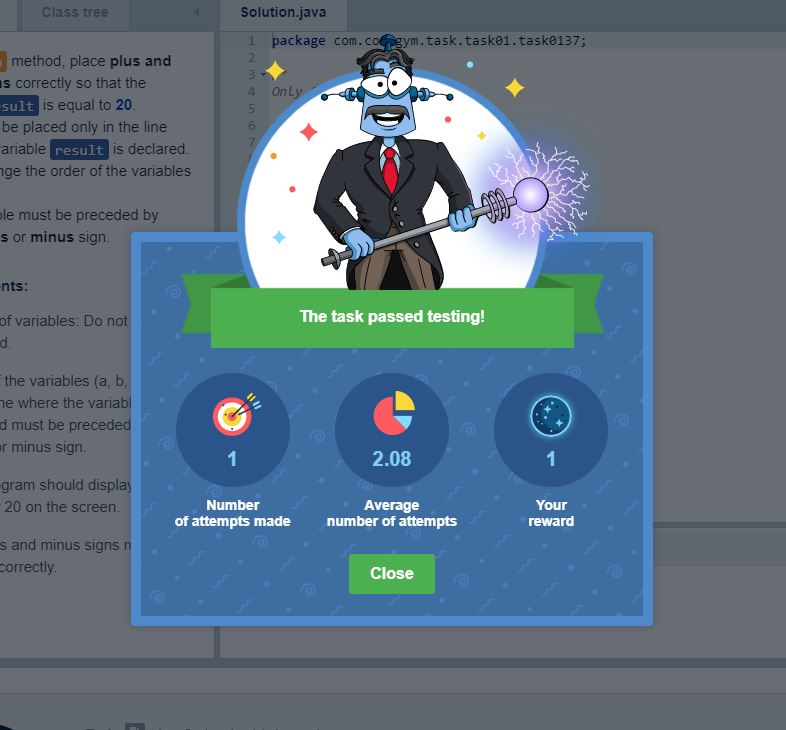 Class tree
Solution.java
method, place plus and
s correctly so that the
sult is equal to 20.
be placed only in the line
ariable result is declared.
nge the order of the variables
ble must be preceded by
s or minus sign.
nts:
of variables: Do not
d.
f the variables (a, b,
ne where the variabl
d must be preceded
or minus sign.
ogram should display
20 on the screen.
s and minus signs m
correctly.
1 package com.co gym.task.task01.task0137;
2
3
4 Only
5
6
7
The task passed testing!
1
Number
of attempts made
2.08
Average
number of attempts
1
Your
reward
Close